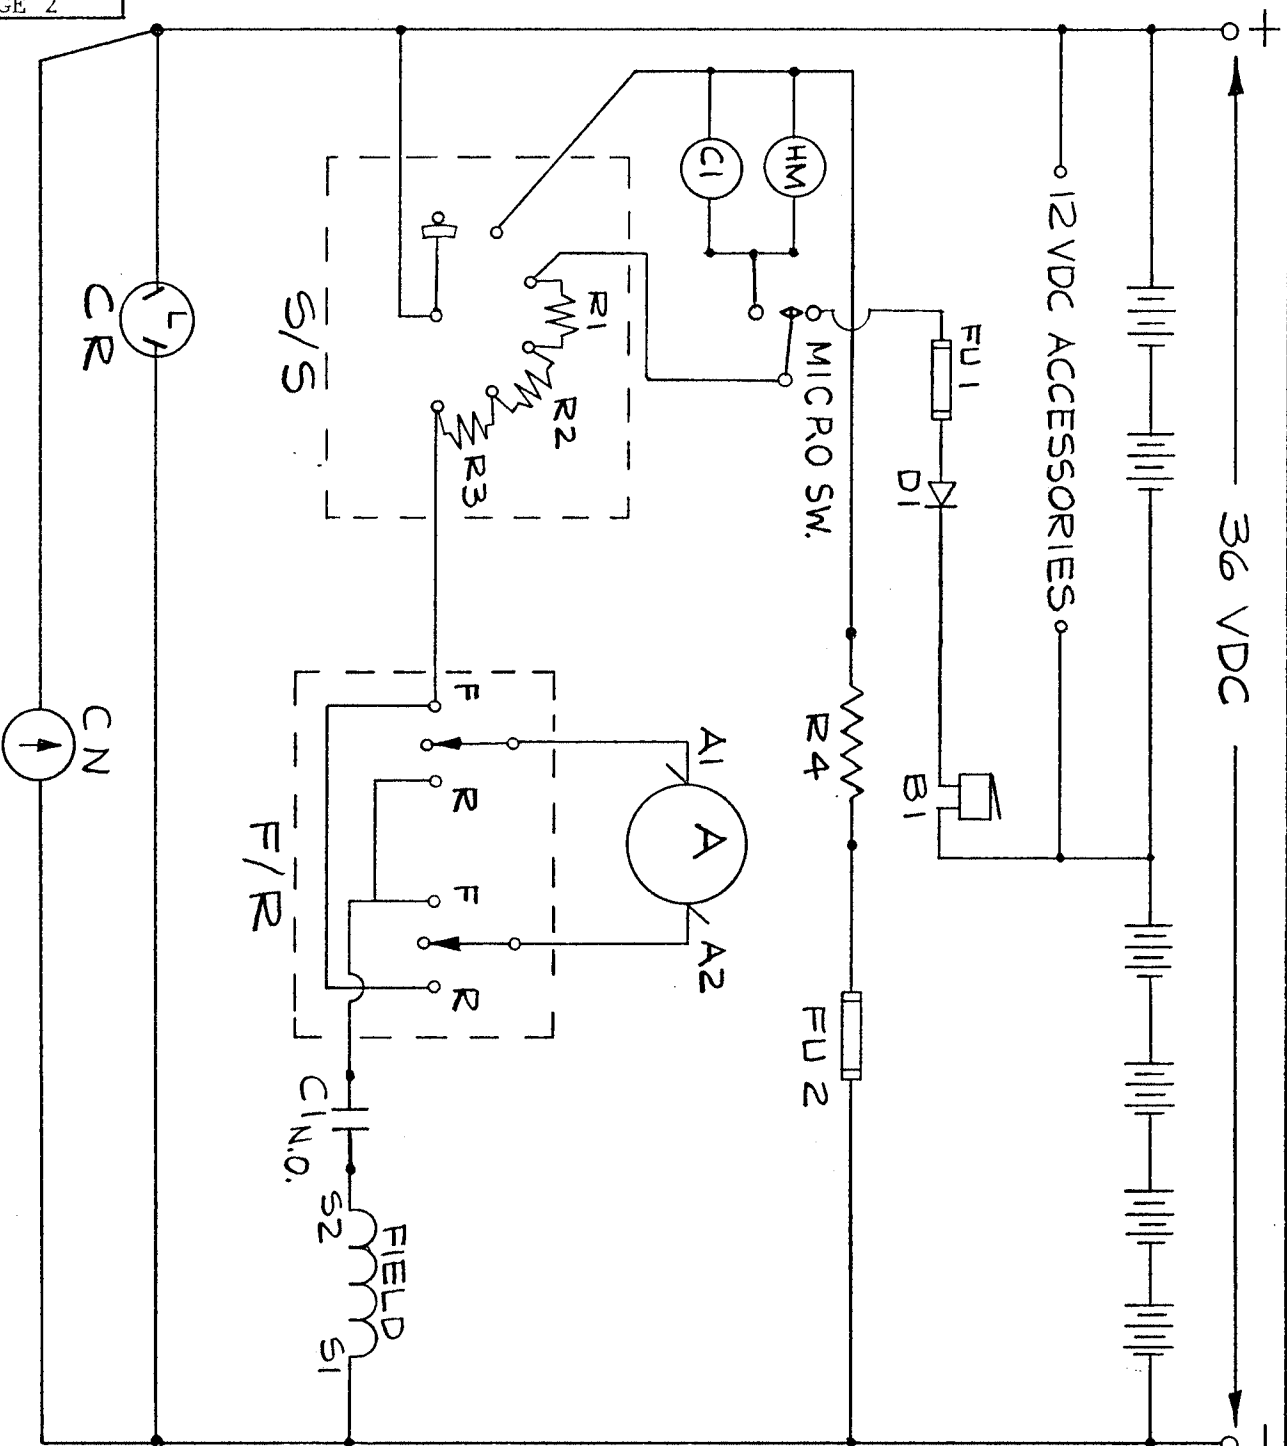 GE 2
+
36 VDC
−
12 VDC ACCESSORIES
FU 1
D1
B1
HM
C1
MICRO SW.
R4
FU 2
R1
R2
R3
S/S
L
CR
CN
A1
A
A2
F
R
F
R
F/R
C1 N.O.
S2
FIELD
S1